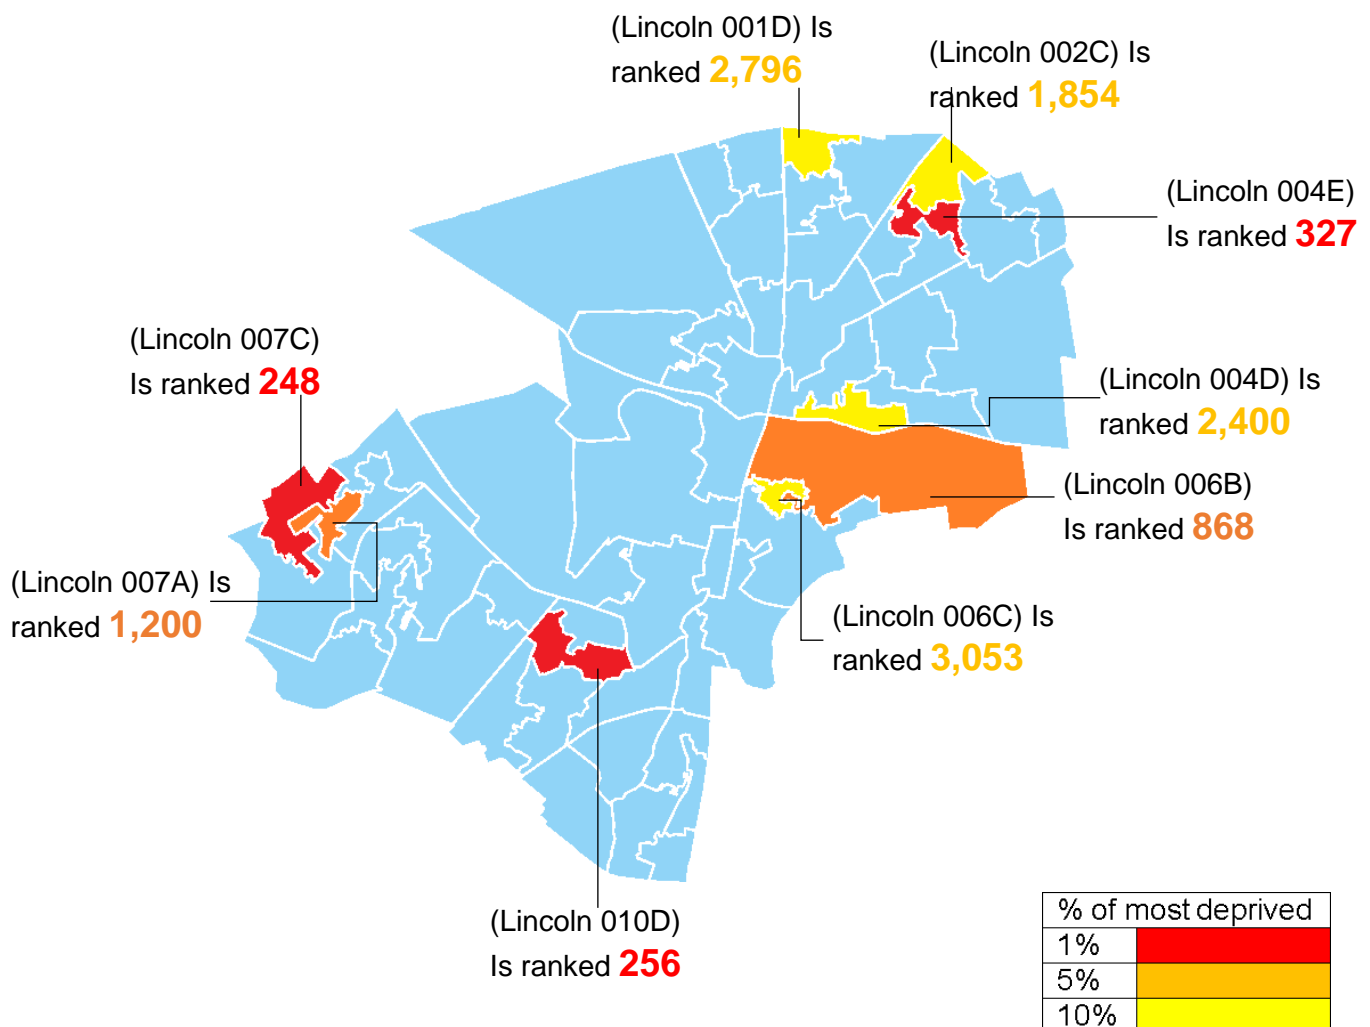 (Lincoln 001D) Is
ranked 2,796
(Lincoln 002C) Is
ranked 1,854
(Lincoln 004E)
Is ranked 327
(Lincoln 007C)
Is ranked 248
(Lincoln 004D) Is
ranked 2,400
(Lincoln 006B)
Is ranked 868
(Lincoln 007A) Is
ranked 1,200
(Lincoln 006C) Is
ranked 3,053
(Lincoln 010D)
Is ranked 256
% of most deprived
1%
5%
10%